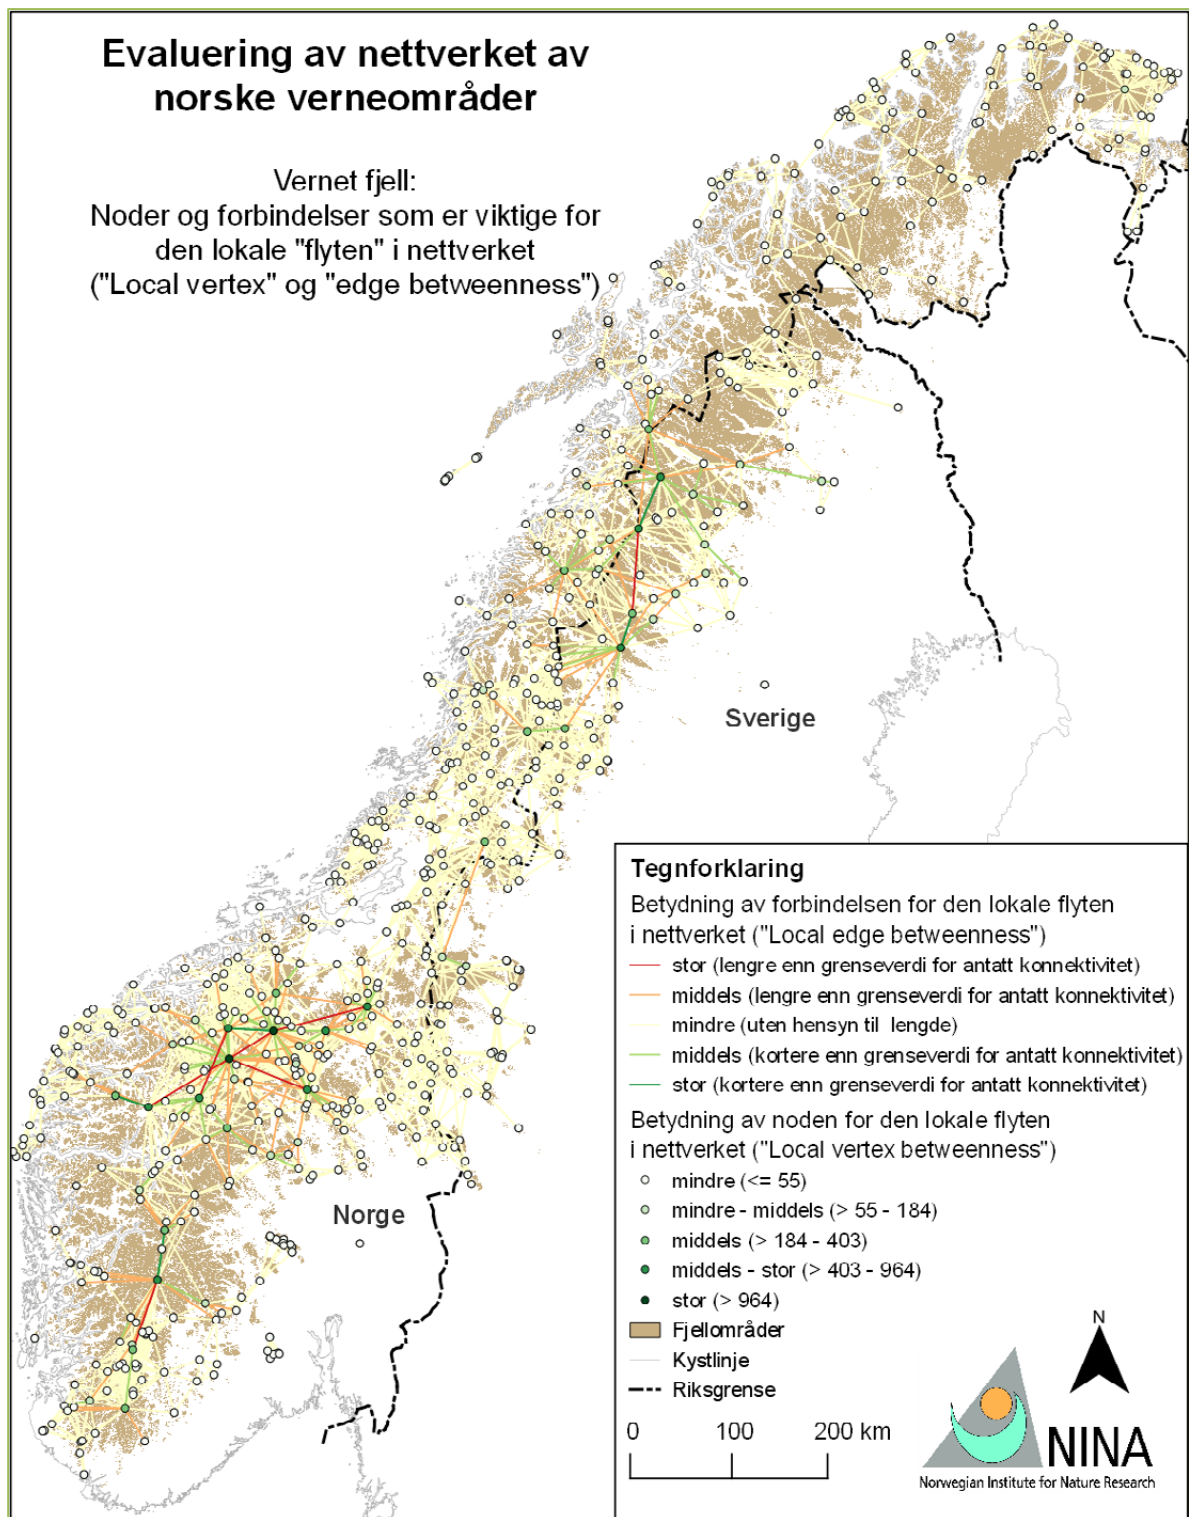 Evaluering av nettverket av
norske verneområder
Vernet fjell:
Noder og forbindelser som er viktige for
den lokale "flyten" i nettverket
("Local vertex" og "edge betweenness")
Sverige
Norge
Tegnforklaring
Betydning av forbindelsen for den lokale flyten
i nettverket ("Local edge betweenness")
stor (lengre enn grenseverdi for antatt konnektivitet)
middels (lengre enn grenseverdi for antatt konnektivitet)
mindre (uten hensyn til lengde)
middels (kortere enn grenseverdi for antatt konnektivitet)
stor (kortere enn grenseverdi for antatt konnektivitet)
Betydning av noden for den lokale flyten
i nettverket ("Local vertex betweenness")
mindre (<= 55)
mindre - middels (> 55 - 184)
middels (> 184 - 403)
middels - stor (> 403 - 964)
stor (> 964)
Fjellområder
Kystlinje
Riksgrense
0 100 200 km
N
NINA
Norwegian Institute for Nature Research